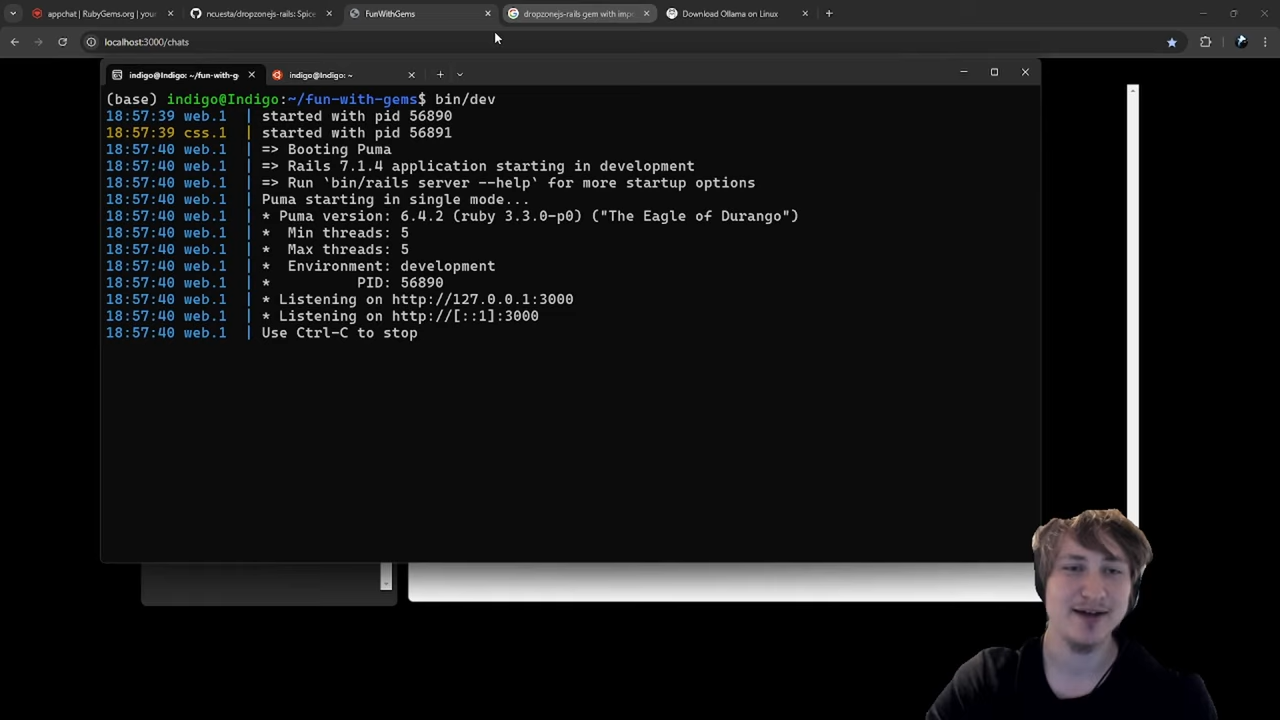 appchat | RubyGems.org | your
ncuesta/dropzonejs-rails: Spice
FunWithGems
dropzonejs-rails gem with impo
Download Ollama on Linux
localhost:3000/chats
indigo@Indigo: ~/fun-with-g
indigo@Indigo: ~
(base) indigo@Indigo:~/fun-with-gems$ bin/dev
18:57:39 web.1 | started with pid 56890
18:57:39 css.1 | started with pid 56891
18:57:40 web.1 | => Booting Puma
18:57:40 web.1 | => Rails 7.1.4 application starting in development
18:57:40 web.1 | => Run `bin/rails server --help` for more startup options
18:57:40 web.1 | Puma starting in single mode...
18:57:40 web.1 | * Puma version: 6.4.2 (ruby 3.3.0-p0) ("The Eagle of Durango")
18:57:40 web.1 | * Min threads: 5
18:57:40 web.1 | * Max threads: 5
18:57:40 web.1 | * Environment: development
18:57:40 web.1 | * PID: 56890
18:57:40 web.1 | * Listening on http://127.0.0.1:3000
18:57:40 web.1 | * Listening on http://[::1]:3000
18:57:40 web.1 | Use Ctrl-C to stop